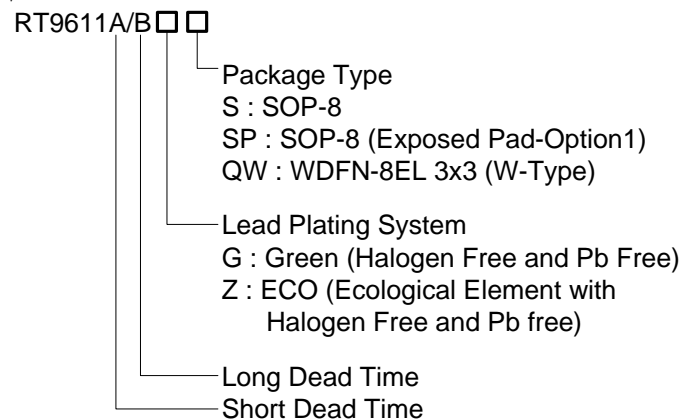 RT9611A/B□ □
Package Type
S : SOP-8
SP : SOP-8 (Exposed Pad-Option1)
QW : WDFN-8EL 3x3 (W-Type)
Lead Plating System
G : Green (Halogen Free and Pb Free)
Z : ECO (Ecological Element with
Halogen Free and Pb free)
Long Dead Time
Short Dead Time